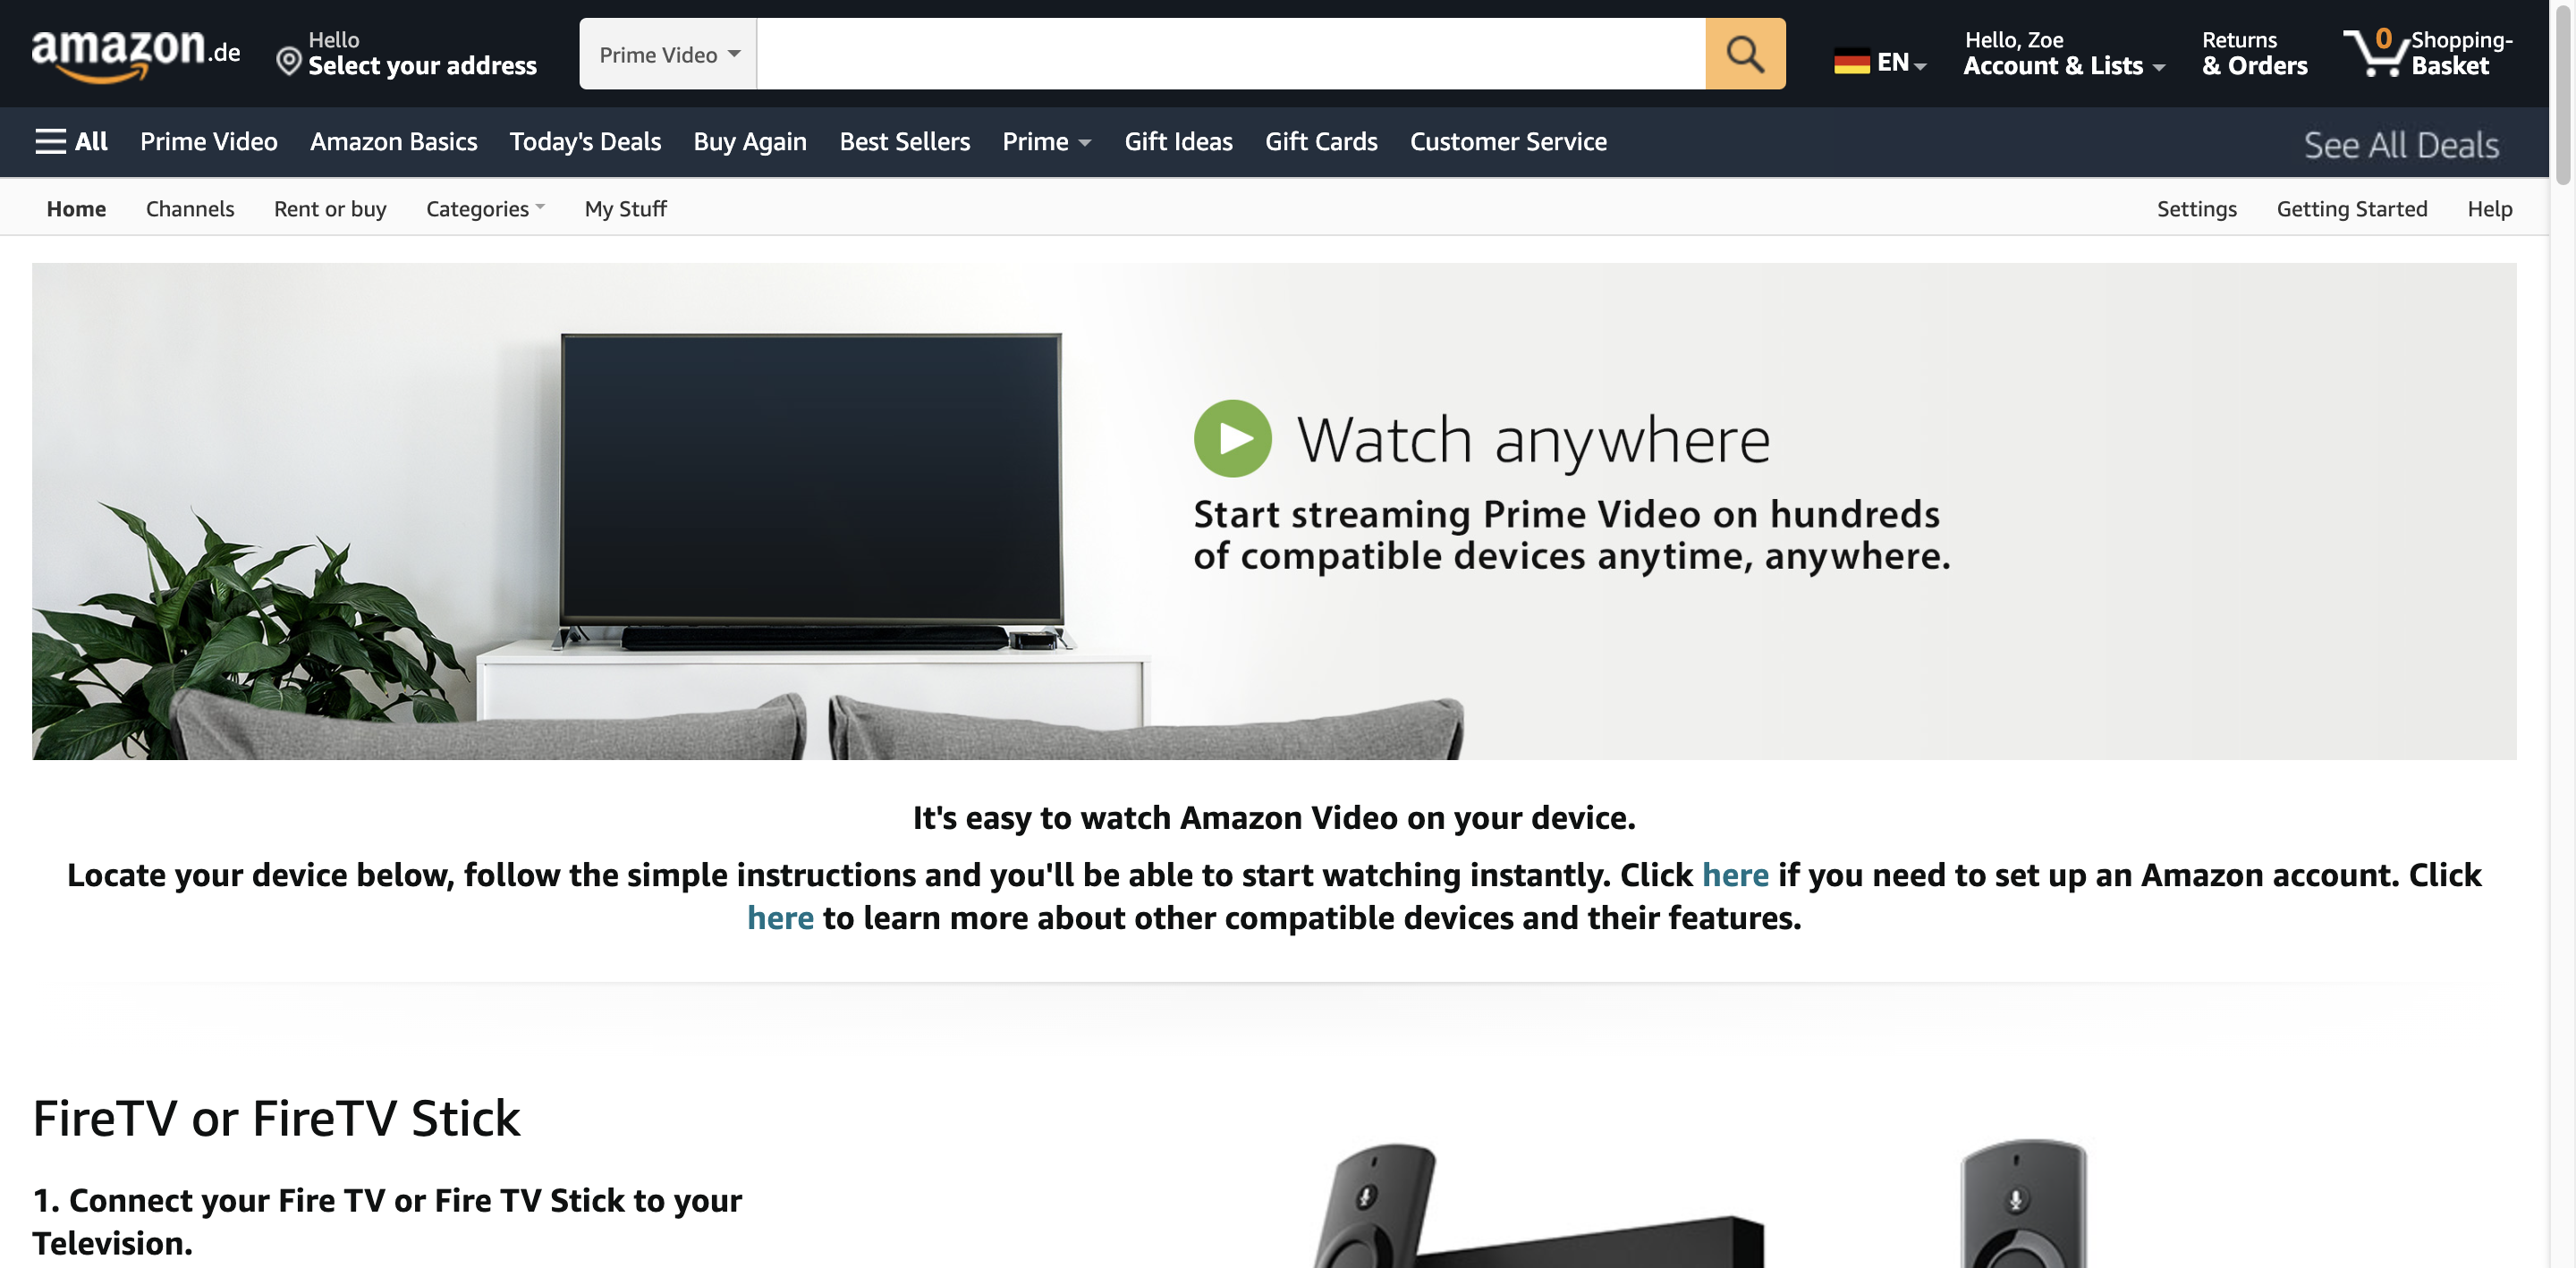 amazon.de
Hello
Select your address
Prime Video
EN
Hello, Zoe
Account & Lists
Returns
& Orders
0
Shopping-
Basket
All
Prime Video
Amazon Basics
Today's Deals
Buy Again
Best Sellers
Prime
Gift Ideas
Gift Cards
Customer Service
See All Deals
Home
Channels
Rent or buy
Categories
My Stuff
Settings
Getting Started
Help
Watch anywhere
Start streaming Prime Video on hundreds
of compatible devices anytime, anywhere.
It's easy to watch Amazon Video on your device.
Locate your device below, follow the simple instructions and you'll be able to start watching instantly. Click here if you need to set up an Amazon account. Click
here to learn more about other compatible devices and their features.
FireTV or FireTV Stick
1. Connect your Fire TV or Fire TV Stick to your
Television.